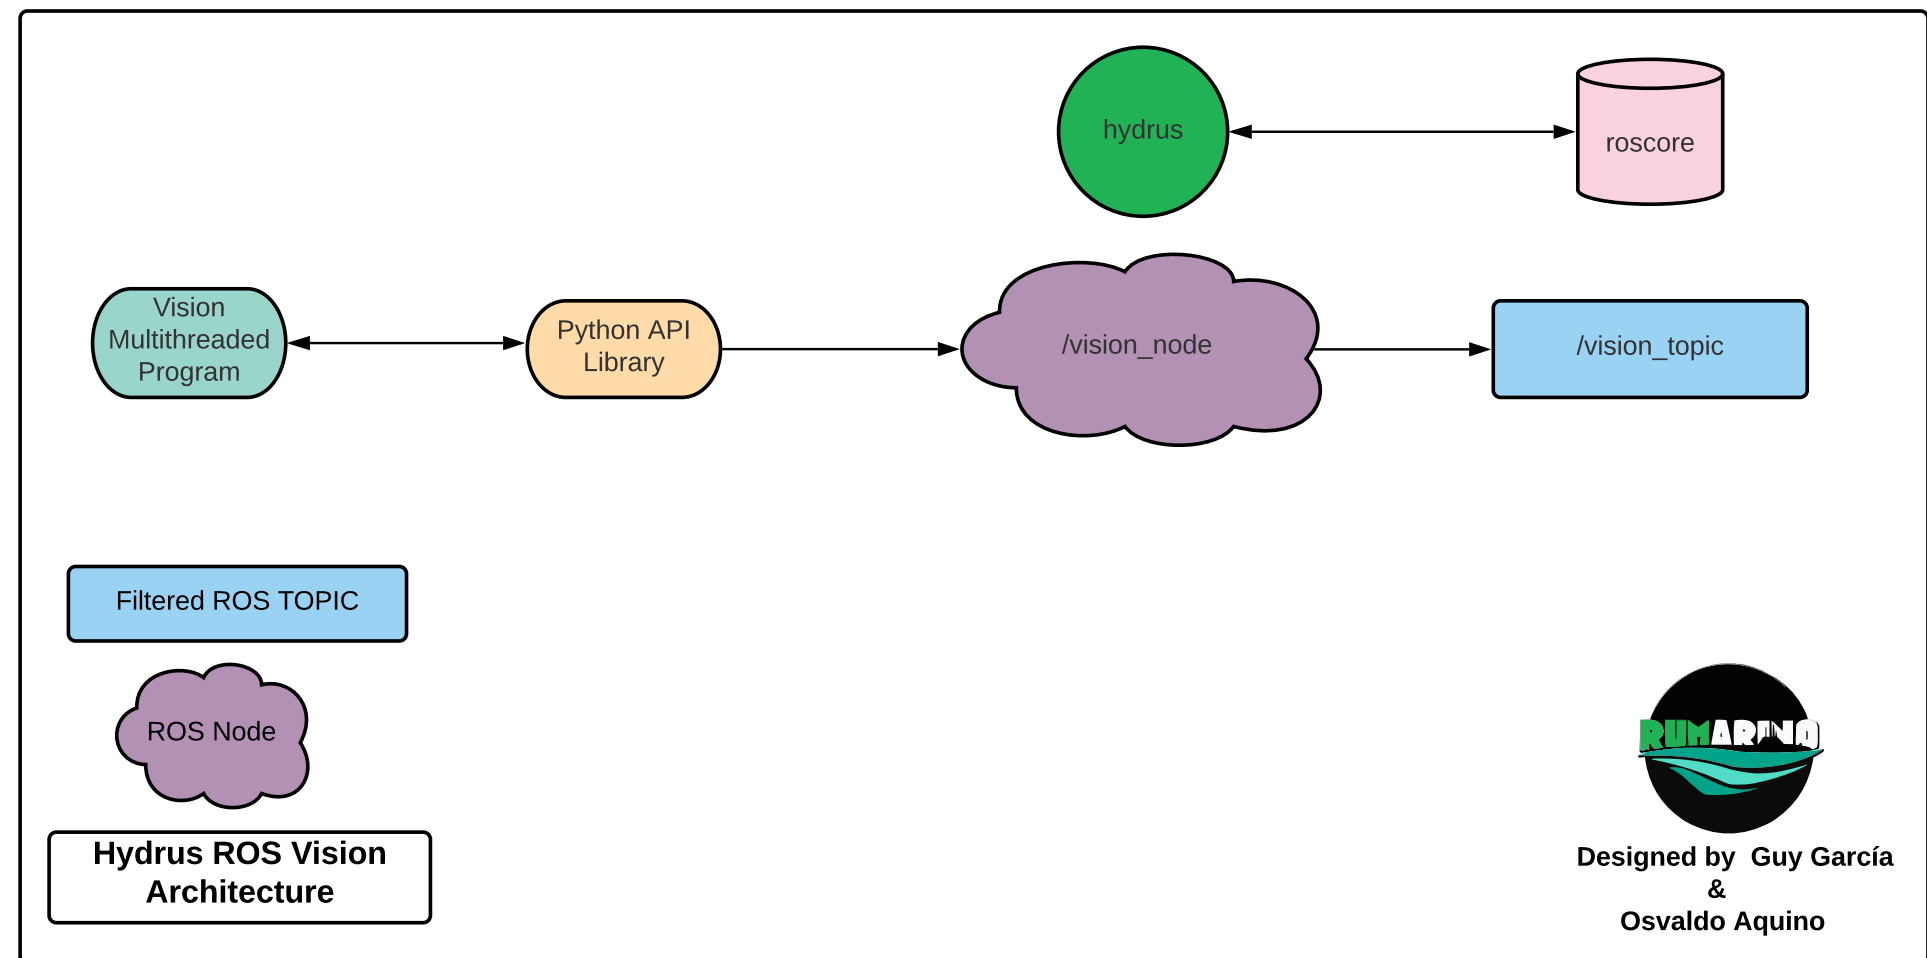 hydrus
roscore
Vision
Multithreaded
Program
Python API
Library
/vision_node
/vision_topic
Filtered ROS TOPIC
ROS Node
Hydrus ROS Vision
Architecture
RUMARINO
Designed by  Guy García
&
Osvaldo Aquino